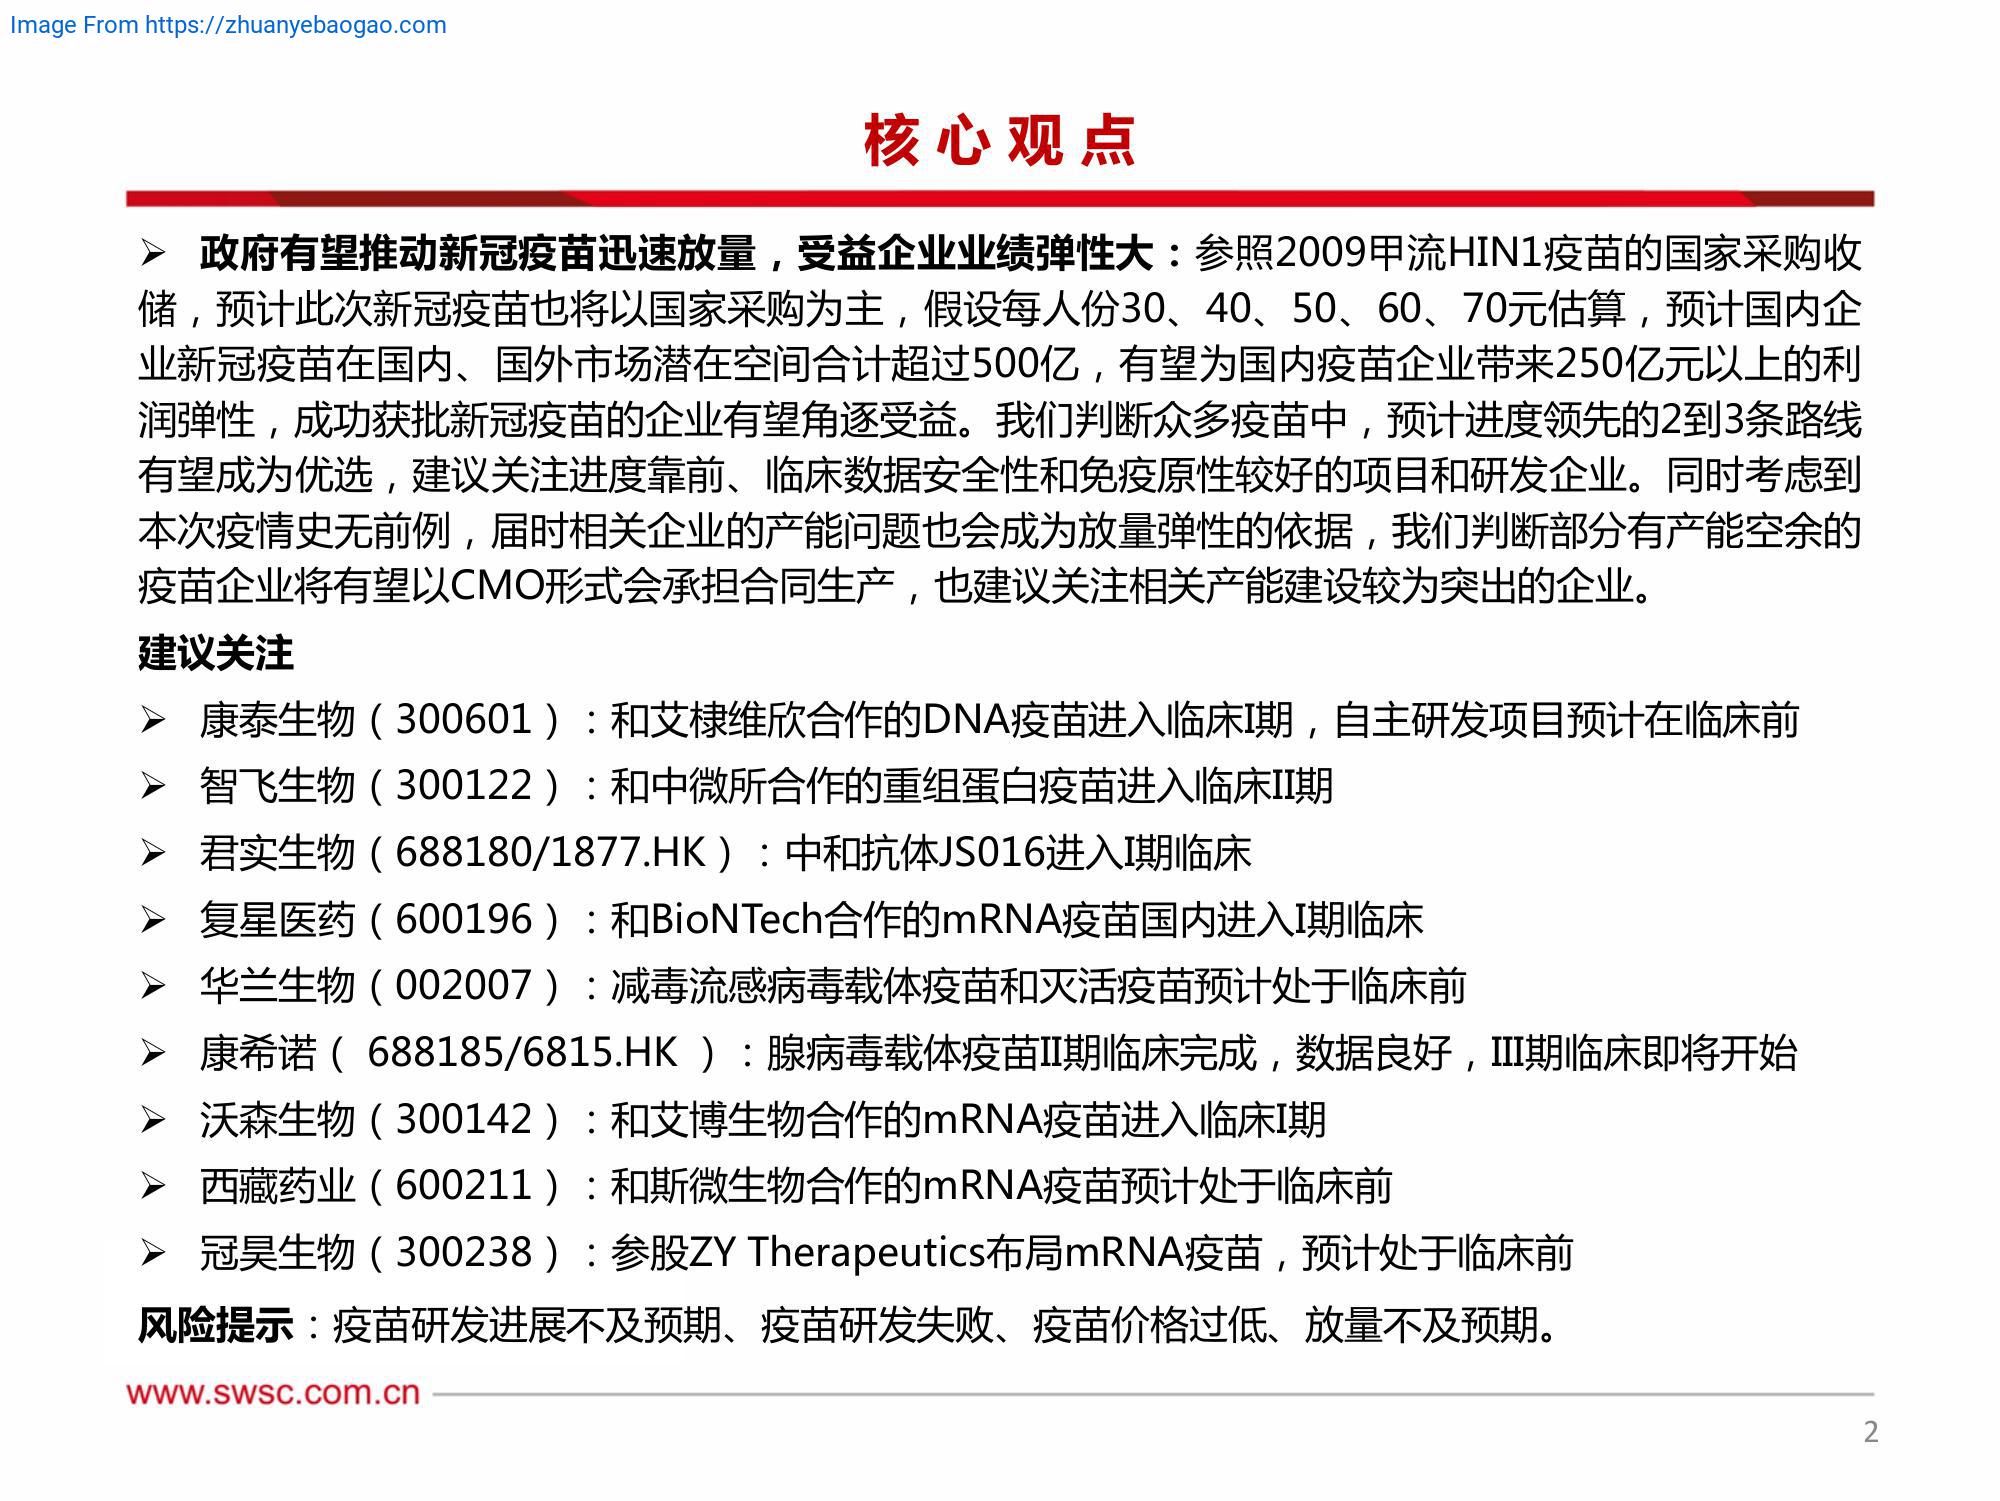 Image From https://zhuanyebaogao.com
核心观点
➢ 政府有望推动新冠疫苗迅速放量，受益企业业绩弹性大：参照2009甲流HIN1疫苗的国家采购收
储，预计此次新冠疫苗也将以国家采购为主，假设每人份30、40、50、60、70元估算，预计国内企
业新冠疫苗在国内、国外市场潜在空间合计超过500亿，有望为国内疫苗企业带来250亿元以上的利
润弹性，成功获批新冠疫苗的企业有望角逐受益。我们判断众多疫苗中，预计进度领先的2到3条路线
有望成为优选，建议关注进度靠前、临床数据安全性和免疫原性较好的项目和研发企业。同时考虑到
本次疫情史无前例，届时相关企业的产能问题也会成为放量弹性的依据，我们判断部分有产能空余的
疫苗企业将有望以CMO形式会承担合同生产，也建议关注相关产能建设较为突出的企业。
建议关注
➢ 康泰生物（300601）：和艾棣维欣合作的DNA疫苗进入临床I期，自主研发项目预计在临床前
➢ 智飞生物（300122）：和中微所合作的重组蛋白疫苗进入临床II期
➢ 君实生物（688180/1877.HK）：中和抗体JS016进入I期临床
➢ 复星医药（600196）：和BioNTech合作的mRNA疫苗国内进入I期临床
➢ 华兰生物（002007）：减毒流感病毒载体疫苗和灭活疫苗预计处于临床前
➢ 康希诺（ 688185/6815.HK ）：腺病毒载体疫苗II期临床完成，数据良好，III期临床即将开始
➢ 沃森生物（300142）：和艾博生物合作的mRNA疫苗进入临床I期
➢ 西藏药业（600211）：和斯微生物合作的mRNA疫苗预计处于临床前
➢ 冠昊生物（300238）：参股ZY Therapeutics布局mRNA疫苗，预计处于临床前
风险提示：疫苗研发进展不及预期、疫苗研发失败、疫苗价格过低、放量不及预期。
www.swsc.com.cn
2